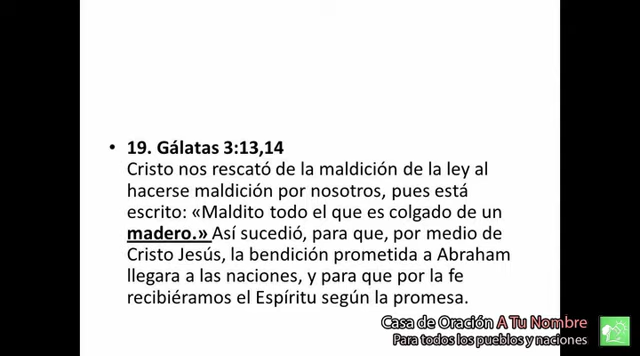 • 19. Gálatas 3:13,14
Cristo nos rescató de la maldición de la ley al
hacerse maldición por nosotros, pues está
escrito: «Maldito todo el que es colgado de un
madero.» Así sucedió, para que, por medio de
Cristo Jesús, la bendición prometida a Abraham
llegara a las naciones, y para que por la fe
recibiéramos el Espíritu según la promesa.
Casa de Oración A Tu Nombre
Para todos los pueblos y naciones